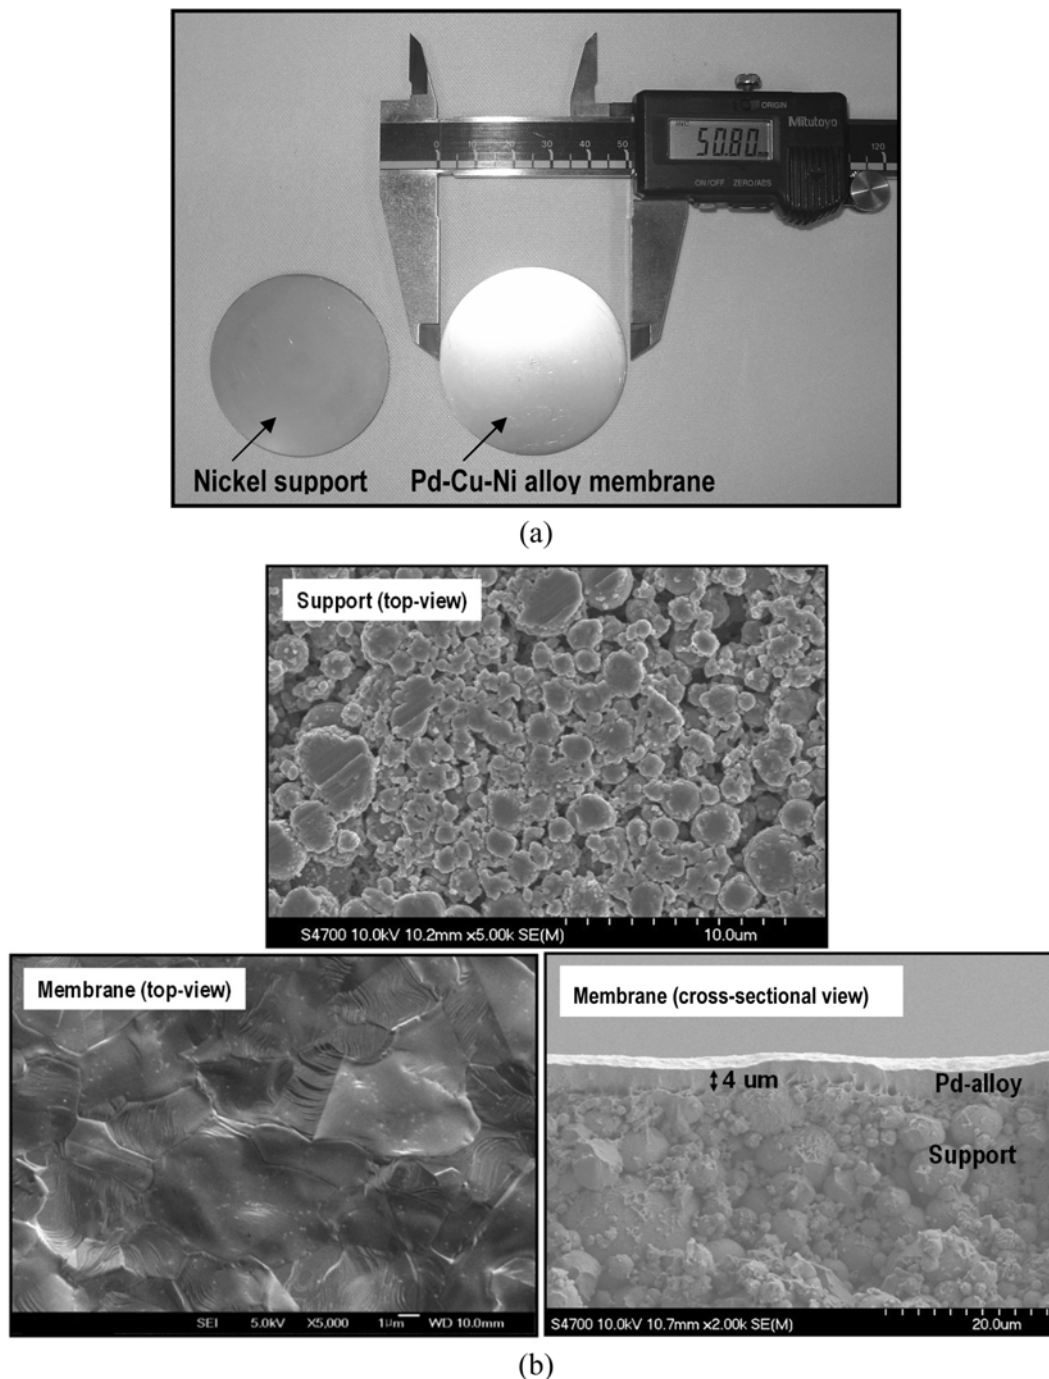 ORIGIN
Mitutoyo
50.80
mm
0 10 20 30 40 50
120
ON/OFF ZERO/ABS
Nickel support
Pd-Cu-Ni alloy membrane
(a)
Support (top-view)
S4700 10.0kV 10.2mm x5.00k SE(M) 10.0um
Membrane (top-view)
SEI 5.0kV X5,000 1μm WD 10.0mm
Membrane (cross-sectional view)
4 um
Pd-alloy
Support
S4700 10.0kV 10.7mm x2.00k SE(M) 20.0um
(b)